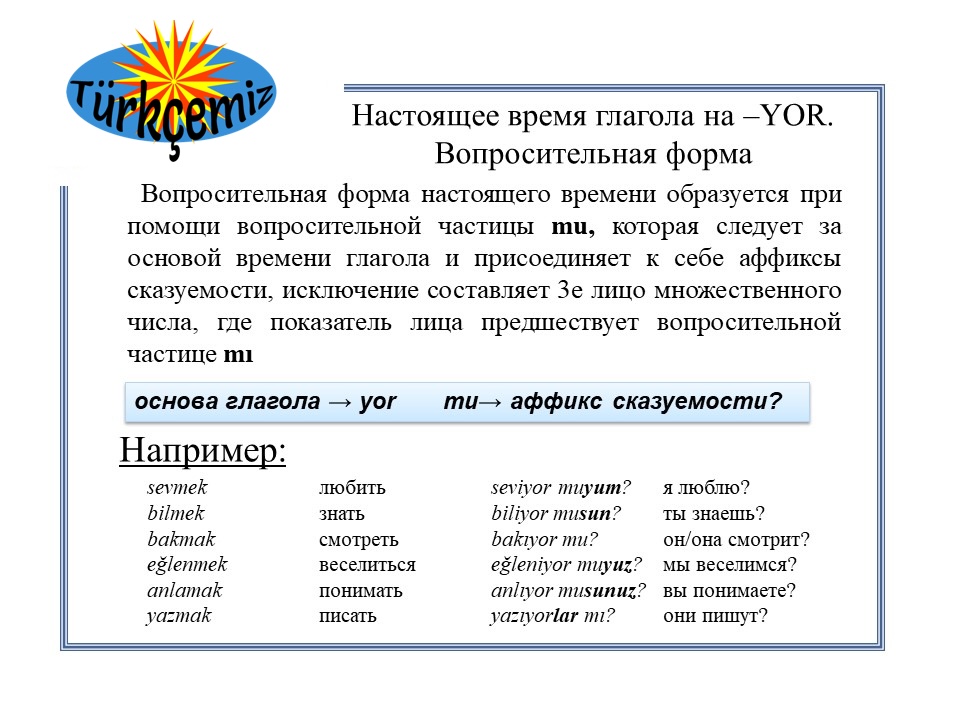 Türkçemiz
Настоящее время глагола на –YOR.
Вопросительная форма
Вопросительная форма настоящего времени образуется при
помощи вопросительной частицы mu, которая следует за
основой времени глагола и присоединяет к себе аффиксы
сказуемости, исключение составляет 3е лицо множественного
числа, где показатель лица предшествует вопросительной
частице mı
основа глагола → yor mu→ аффикс сказуемости?
Например:
sevmek любить seviyor muyum? я люблю?
bilmek знать biliyor musun? ты знаешь?
bakmak смотреть bakıyor mu? он/она смотрит?
eğlenmek веселиться eğleniyor muyuz? мы веселимся?
anlamak понимать anlıyor musunuz? вы понимаете?
yazmak писать yazıyorlar mı? они пишут?